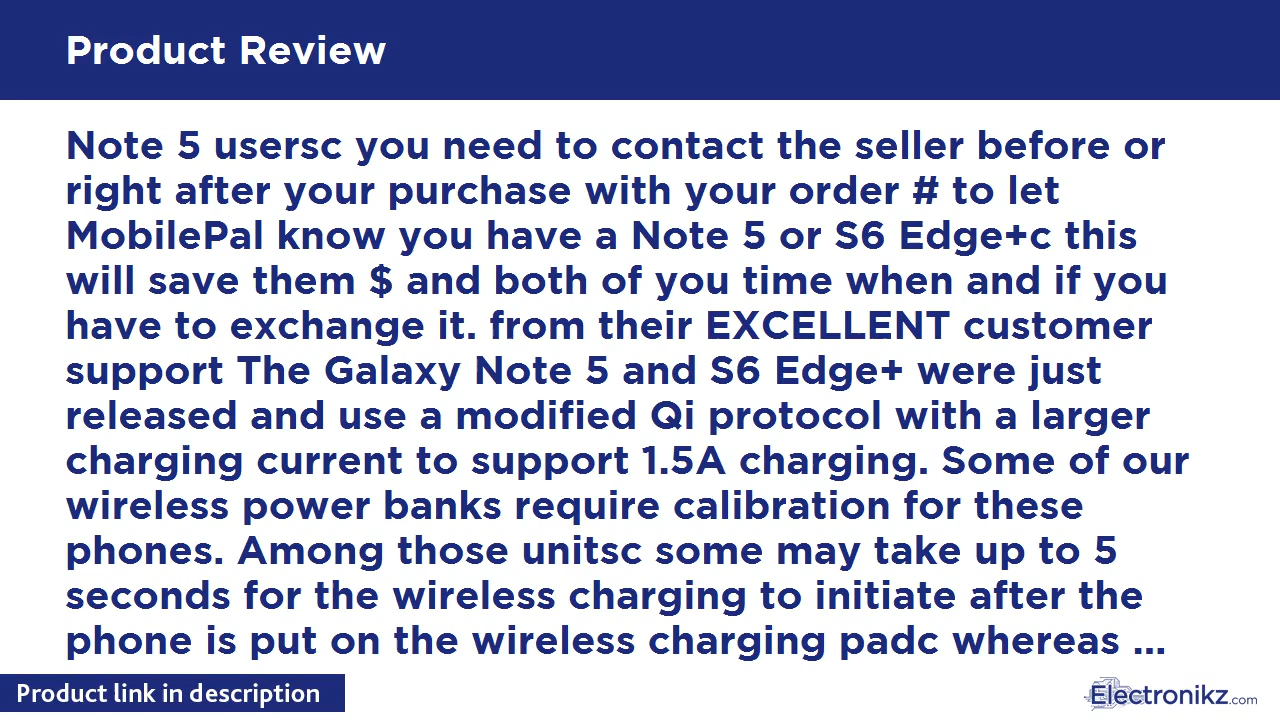 Product Review
Note 5 usersc you need to contact the seller before or
right after your purchase with your order # to let
MobilePal know you have a Note 5 or S6 Edge+c this
will save them $ and both of you time when and if you
have to exchange it. from their EXCELLENT customer
support The Galaxy Note 5 and S6 Edge+ were just
released and use a modified Qi protocol with a larger
charging current to support 1.5A charging. Some of our
wireless power banks require calibration for these
phones. Among those unitsc some may take up to 5
seconds for the wireless charging to initiate after the
phone is put on the wireless charging padc whereas ...
Product link in description
Electronikz.com